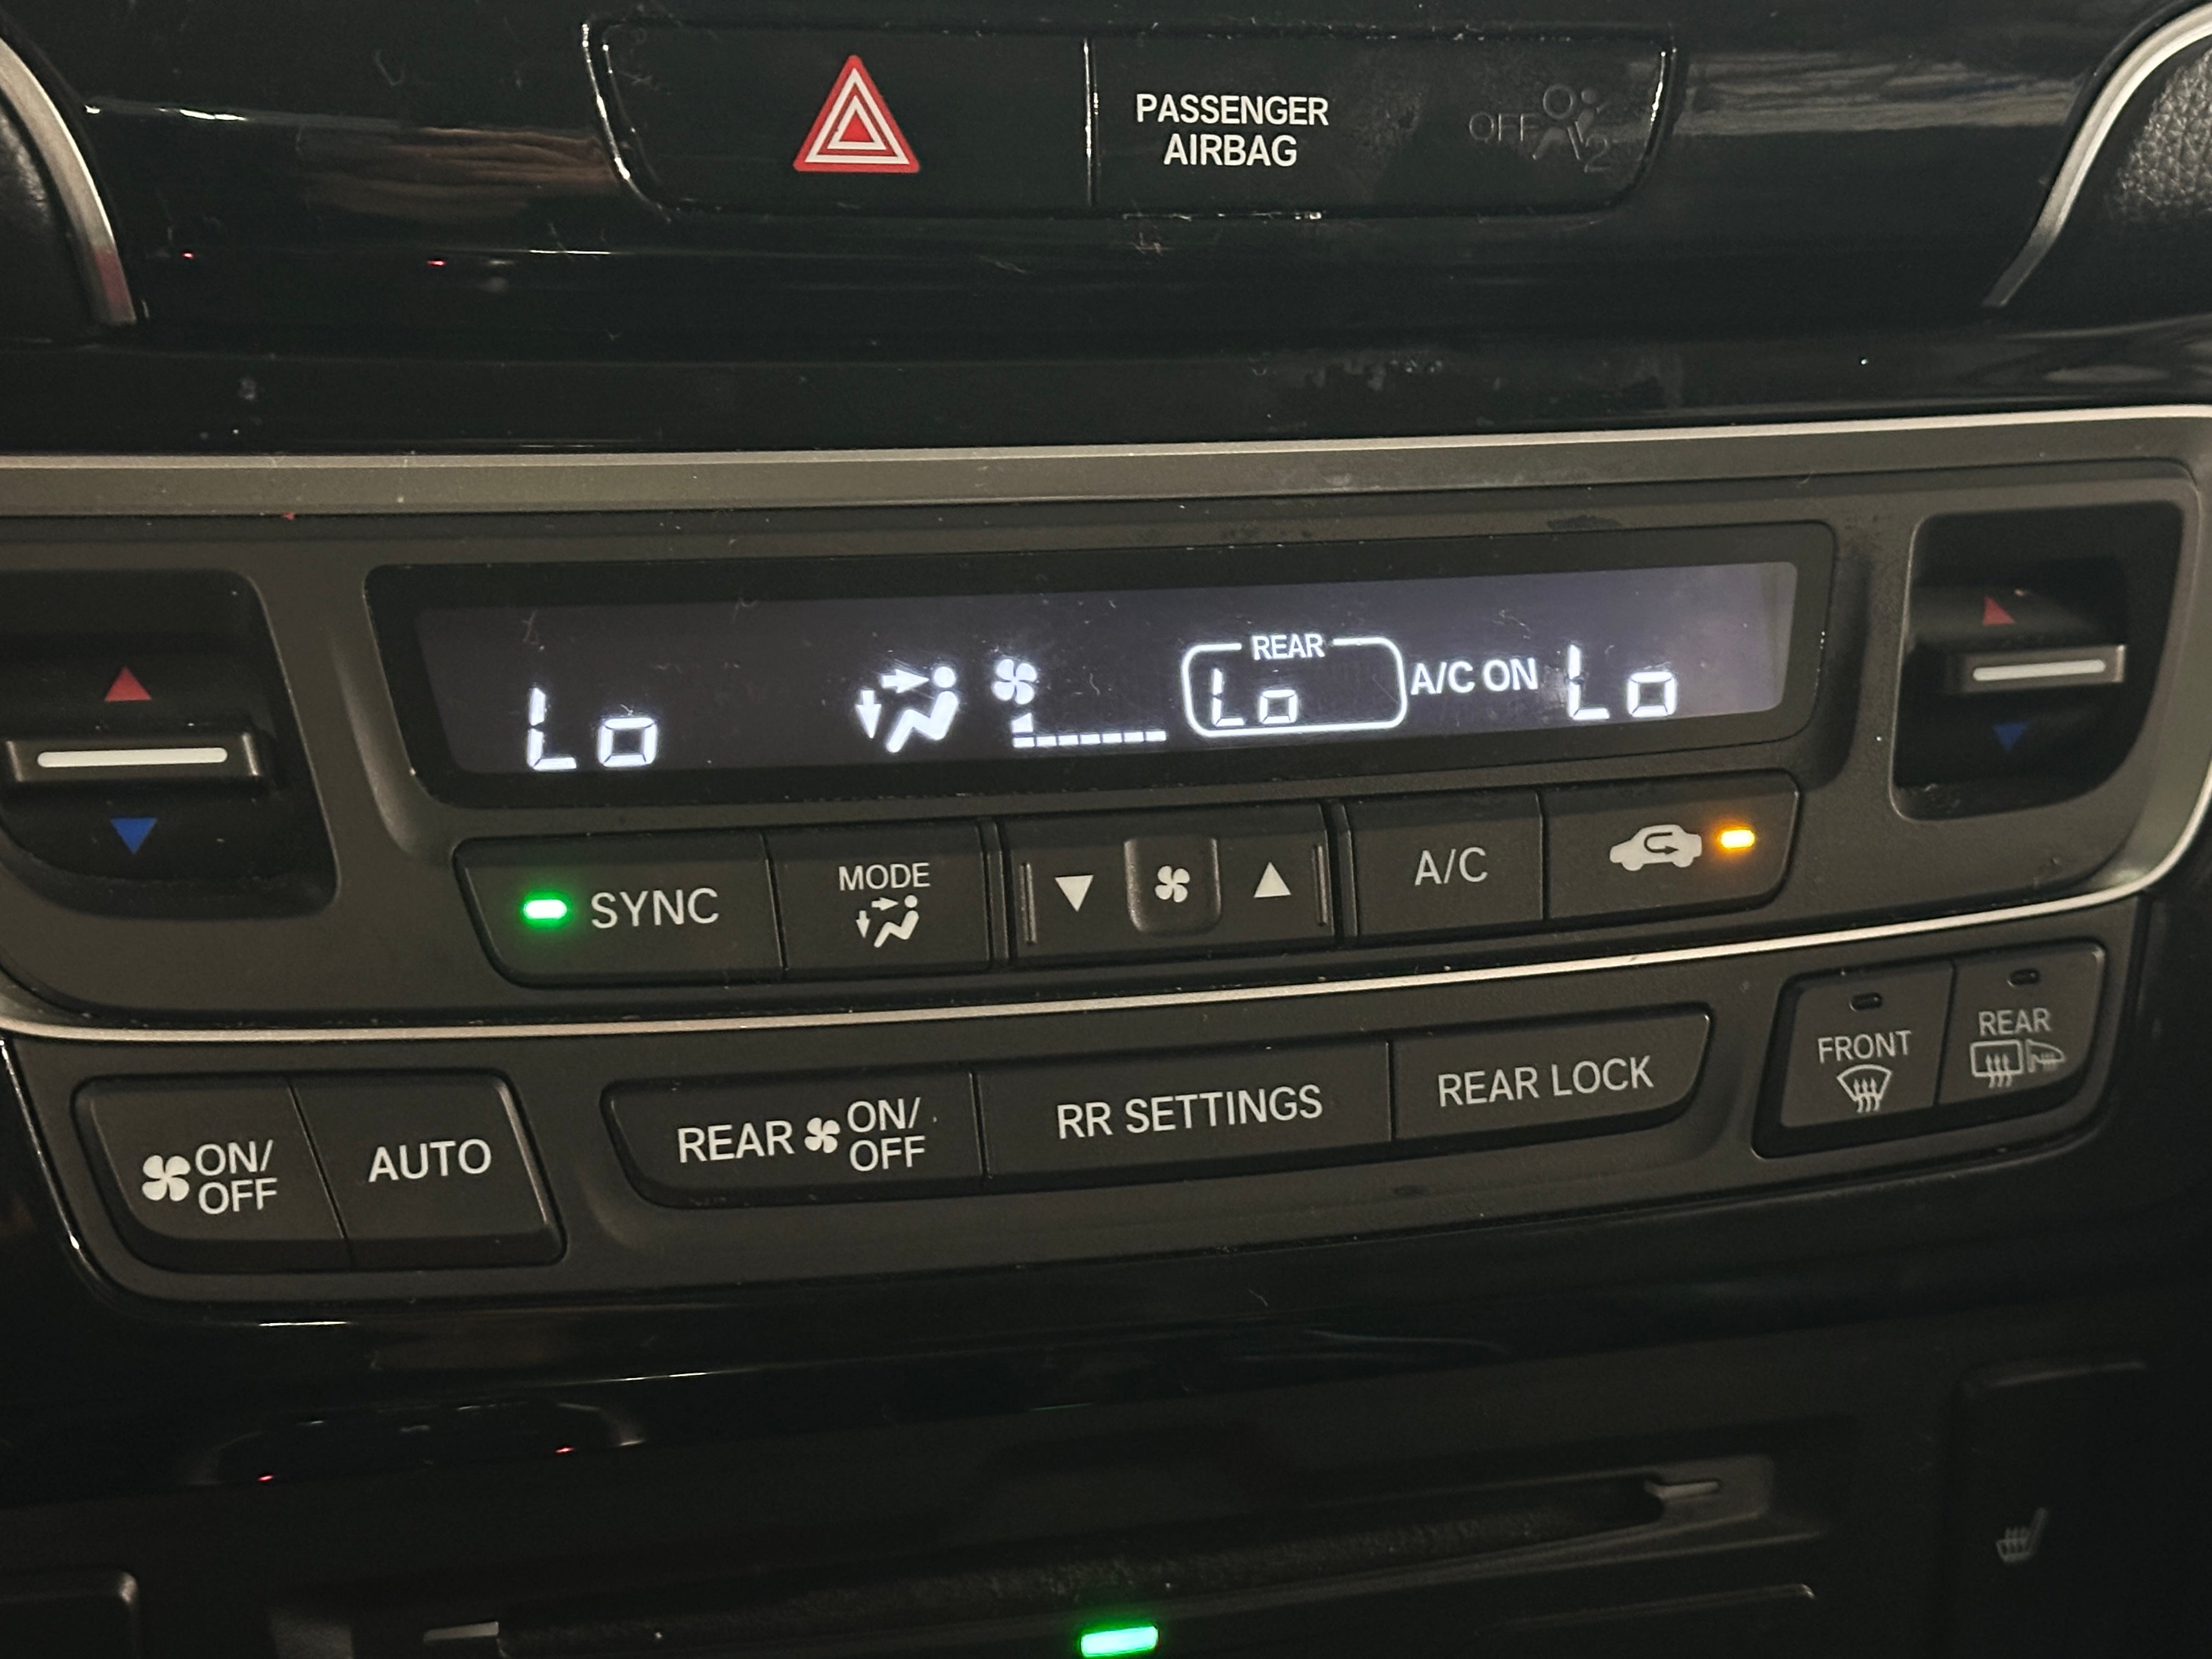 PASSENGER
AIRBAG
OFF 2
REAR
Lo Lo A/C ON Lo
SYNC
MODE
A/C
ON/
OFF
AUTO
REAR ON/
OFF
RR SETTINGS
REAR LOCK
FRONT
REAR